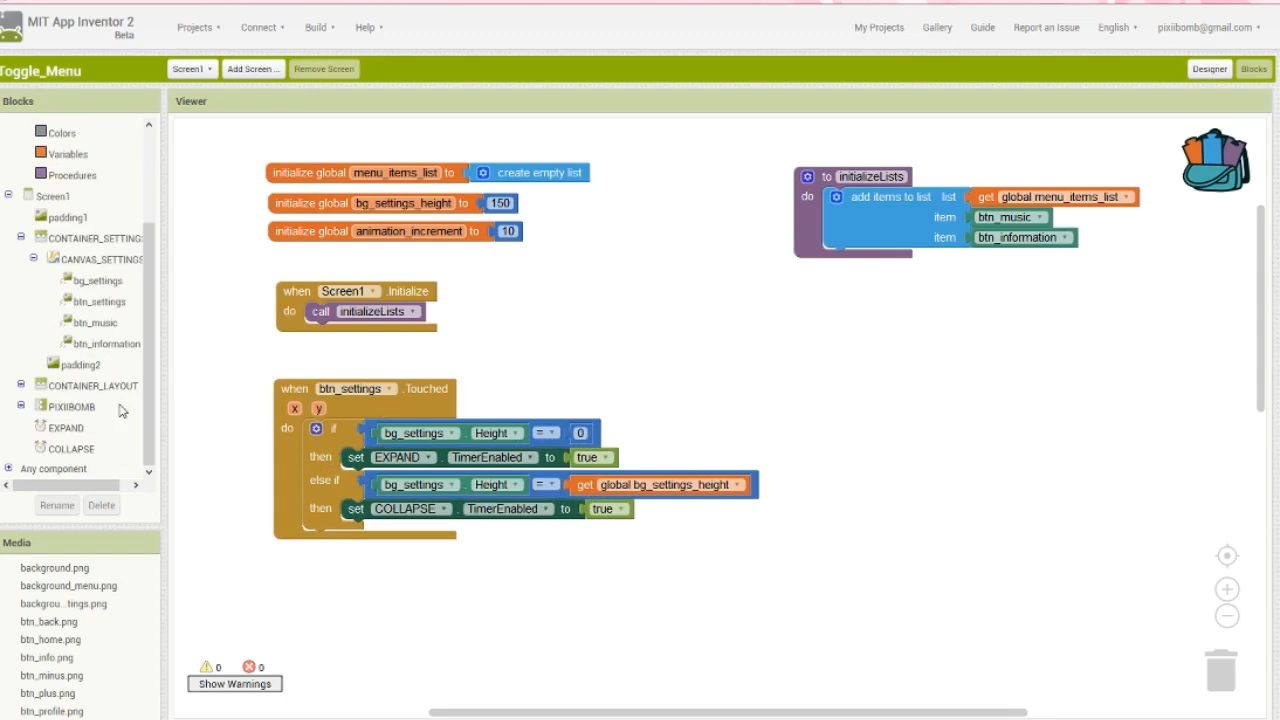 MIT App Inventor 2
Beta
Projects Connect Build Help
My Projects Gallery Guide Report an Issue English pixiibomb@gmail.com
Toggle_Menu
Screen1 Add Screen ... Remove Screen
Designer Blocks
Blocks
Viewer
Colors
Variables
Procedures
Screen1
padding1
CONTAINER_SETTING
CANVAS_SETTINGS
bg_settings
btn_settings
btn_music
btn_information
padding2
CONTAINER_LAYOUT
PIXIIBOMB
EXPAND
COLLAPSE
Any component
Rename Delete
Media
background.png
background_menu.png
backgrou...tings.png
btn_back.png
btn_home.png
btn_info.png
btn_minus.png
btn_plus.png
btn_profile.png
initialize global menu_items_list to create empty list
initialize global bg_settings_height to 150
initialize global animation_increment to 10
when Screen1 .Initialize
do call initializeLists
when btn_settings .Touched
x y
do if bg_settings . Height = 0
then set EXPAND . TimerEnabled to true
else if bg_settings . Height = get global bg_settings_height
then set COLLAPSE . TimerEnabled to true
to initializeLists
do add items to list list get global menu_items_list
item btn_music
item btn_information
0 0
Show Warnings